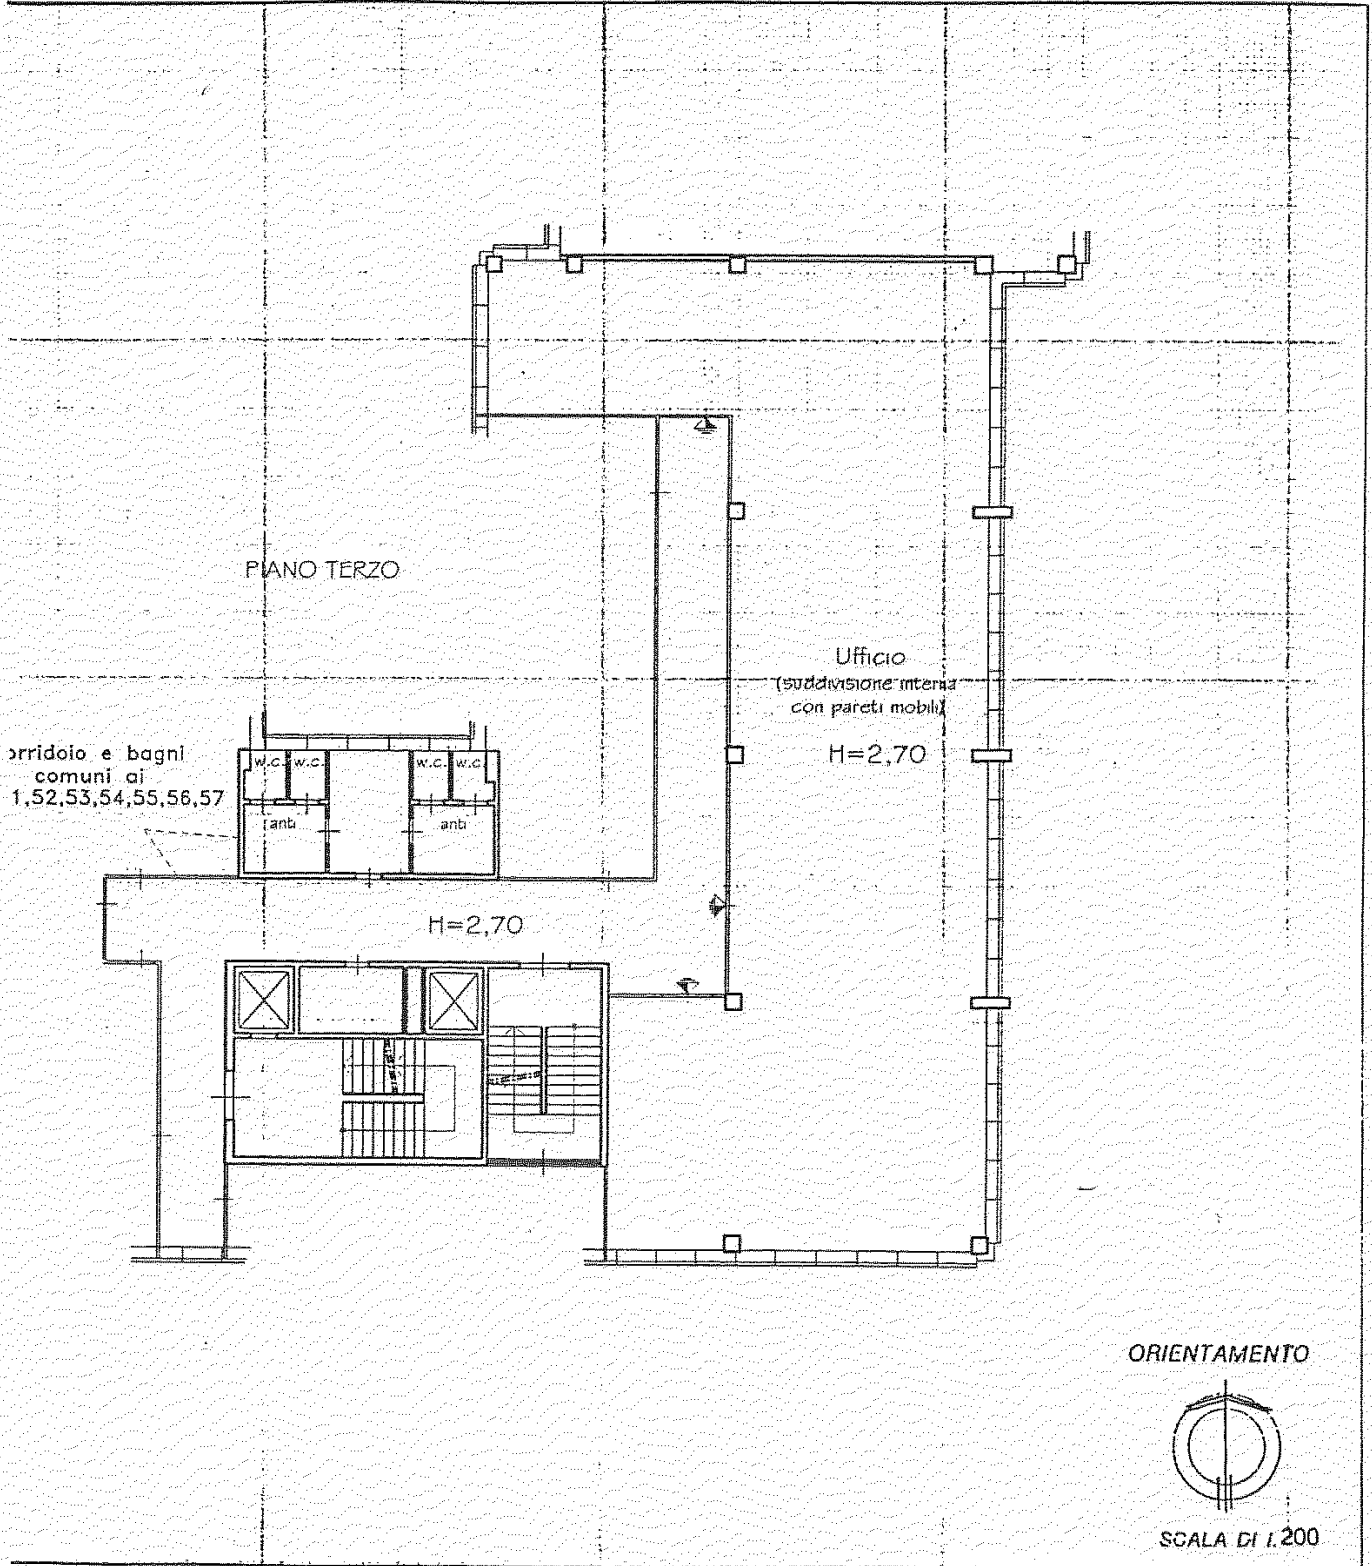 PIANO TERZO
Ufficio
(suddivisione interna
con pareti mobili)
H=2,70
orridoio e bagni
comuni ai
1,52,53,54,55,56,57
w.c.
w.c.
w.c.
w.c.
anti
anti
H=2,70
ORIENTAMENTO
SCALA DI 1:200